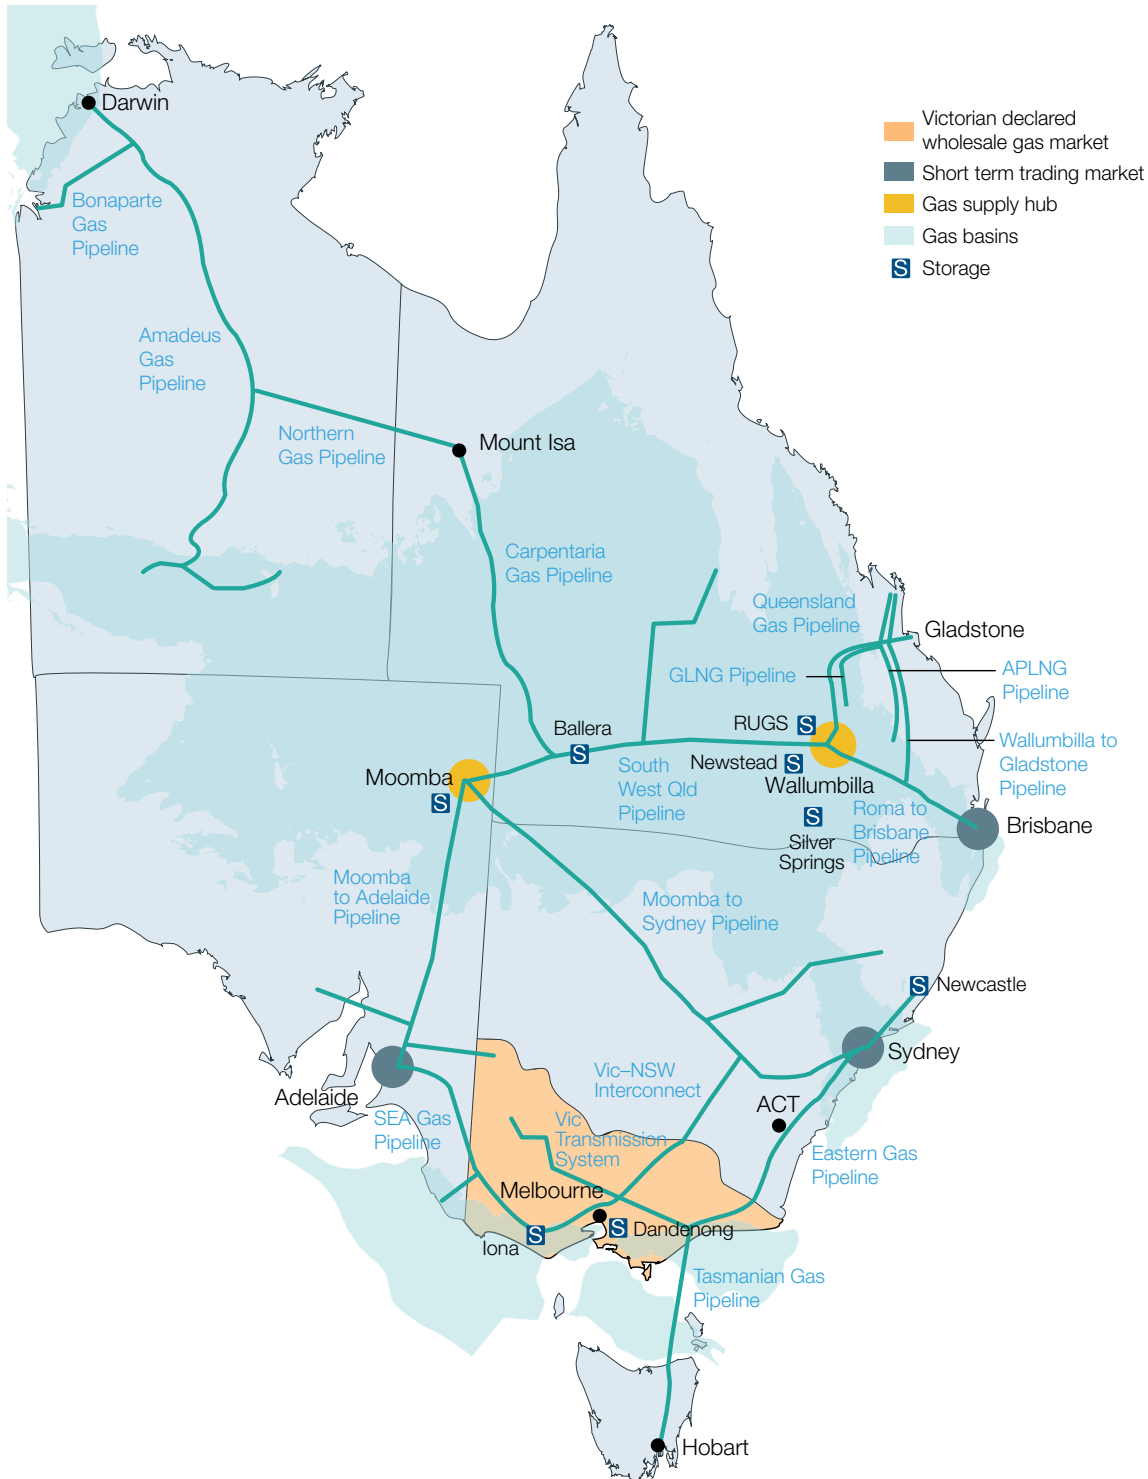 Darwin
Victorian declared
wholesale gas market
Short term trading market
Gas supply hub
Gas basins
S Storage
Bonaparte
Gas
Pipeline
Amadeus
Gas
Pipeline
Northern
Gas Pipeline
Mount Isa
Carpentaria
Gas Pipeline
Queensland
Gas Pipeline
Gladstone
GLNG Pipeline
APLNG
Pipeline
RUGS S
Ballera
S
Newstead S
Wallumbilla
Wallumbilla to
Gladstone
Pipeline
Moomba
S
South
West Qld
Pipeline
S
Silver
Springs
Roma to
Brisbane
Pipeline
Brisbane
Moomba
to Adelaide
Pipeline
Moomba to
Sydney Pipeline
S Newcastle
Sydney
Adelaide
Vic–NSW
Interconnect
ACT
SEA Gas
Pipeline
Vic
Transmission
System
Eastern Gas
Pipeline
Melbourne
S Dandenong
S
Iona
Tasmanian Gas
Pipeline
Hobart